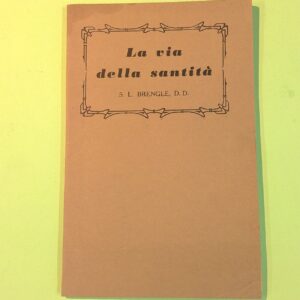 La via
della santità
S. L. BRENGLE, D. D.